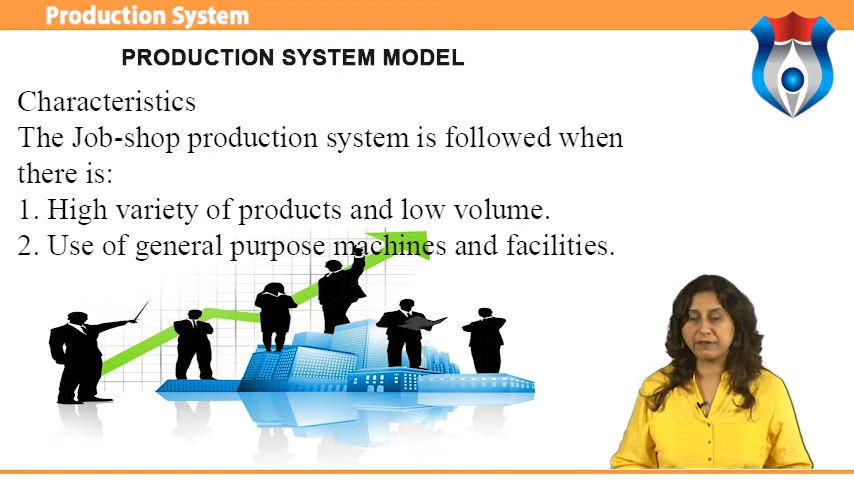 Production System
PRODUCTION SYSTEM MODEL
Characteristics
The Job-shop production system is followed when
there is:
1. High variety of products and low volume.
2. Use of general purpose machines and facilities.